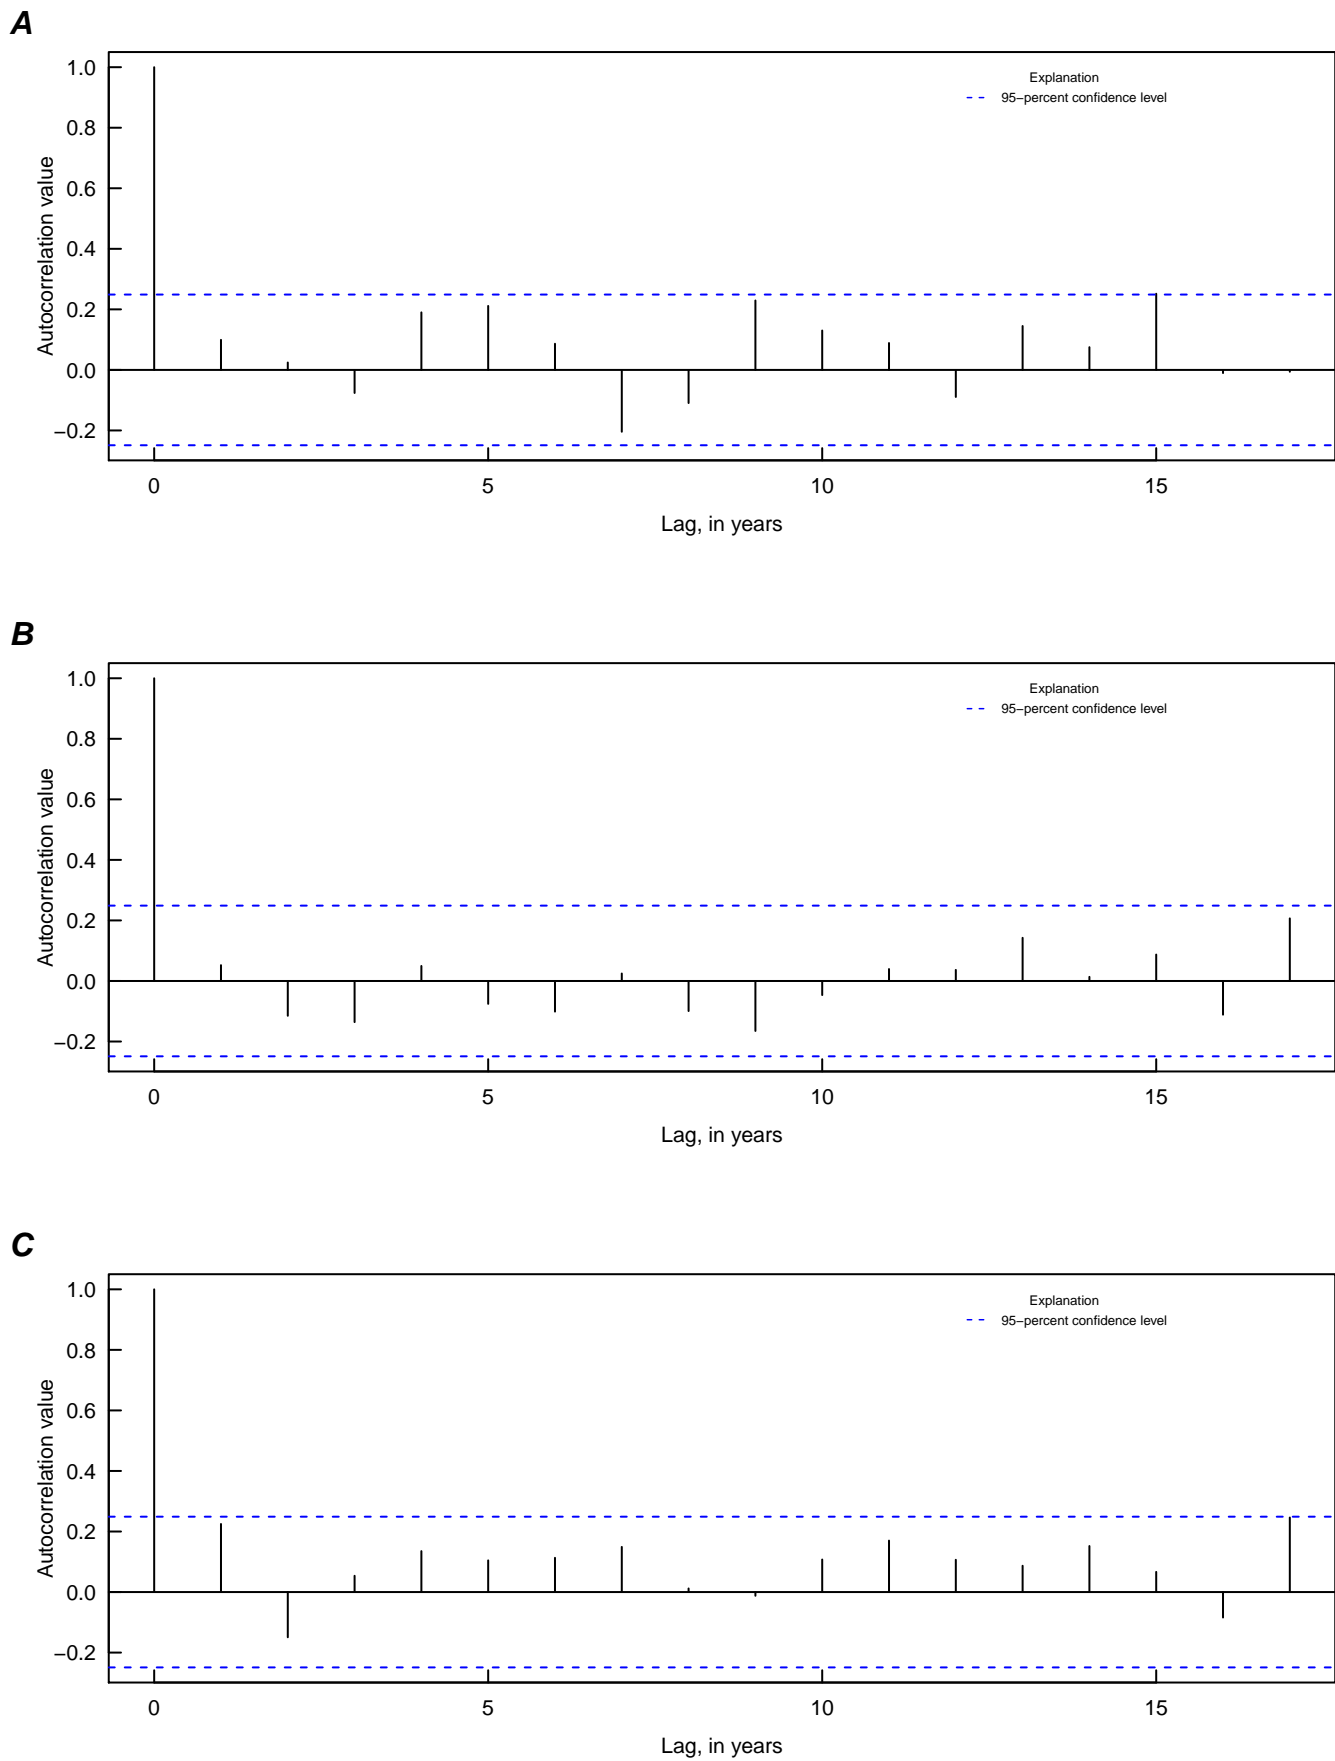 A
Explanation
95−percent confidence level
1.0
0.8
0.6
0.4
0.2
0.0
−0.2
Autocorrelation value
0 5 10 15
Lag, in years
B
Explanation
95−percent confidence level
1.0
0.8
0.6
0.4
0.2
0.0
−0.2
Autocorrelation value
0 5 10 15
Lag, in years
C
Explanation
95−percent confidence level
1.0
0.8
0.6
0.4
0.2
0.0
−0.2
Autocorrelation value
0 5 10 15
Lag, in years